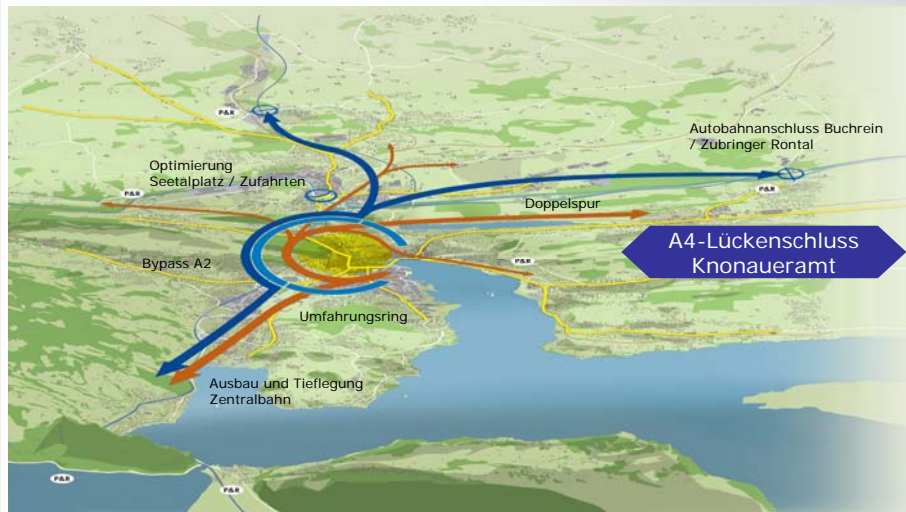 P&R
Autobahnanschluss Buchrein
/ Zubringer Rontal
Optimierung
Seetalplatz / Zufahrten
P&R
P&R
Doppelspur
A4-Lückenschluss
Knonaueramt
Bypass A2
P&R
Umfahrungsring
Ausbau und Tieflegung
Zentralbahn
P&R
P&R